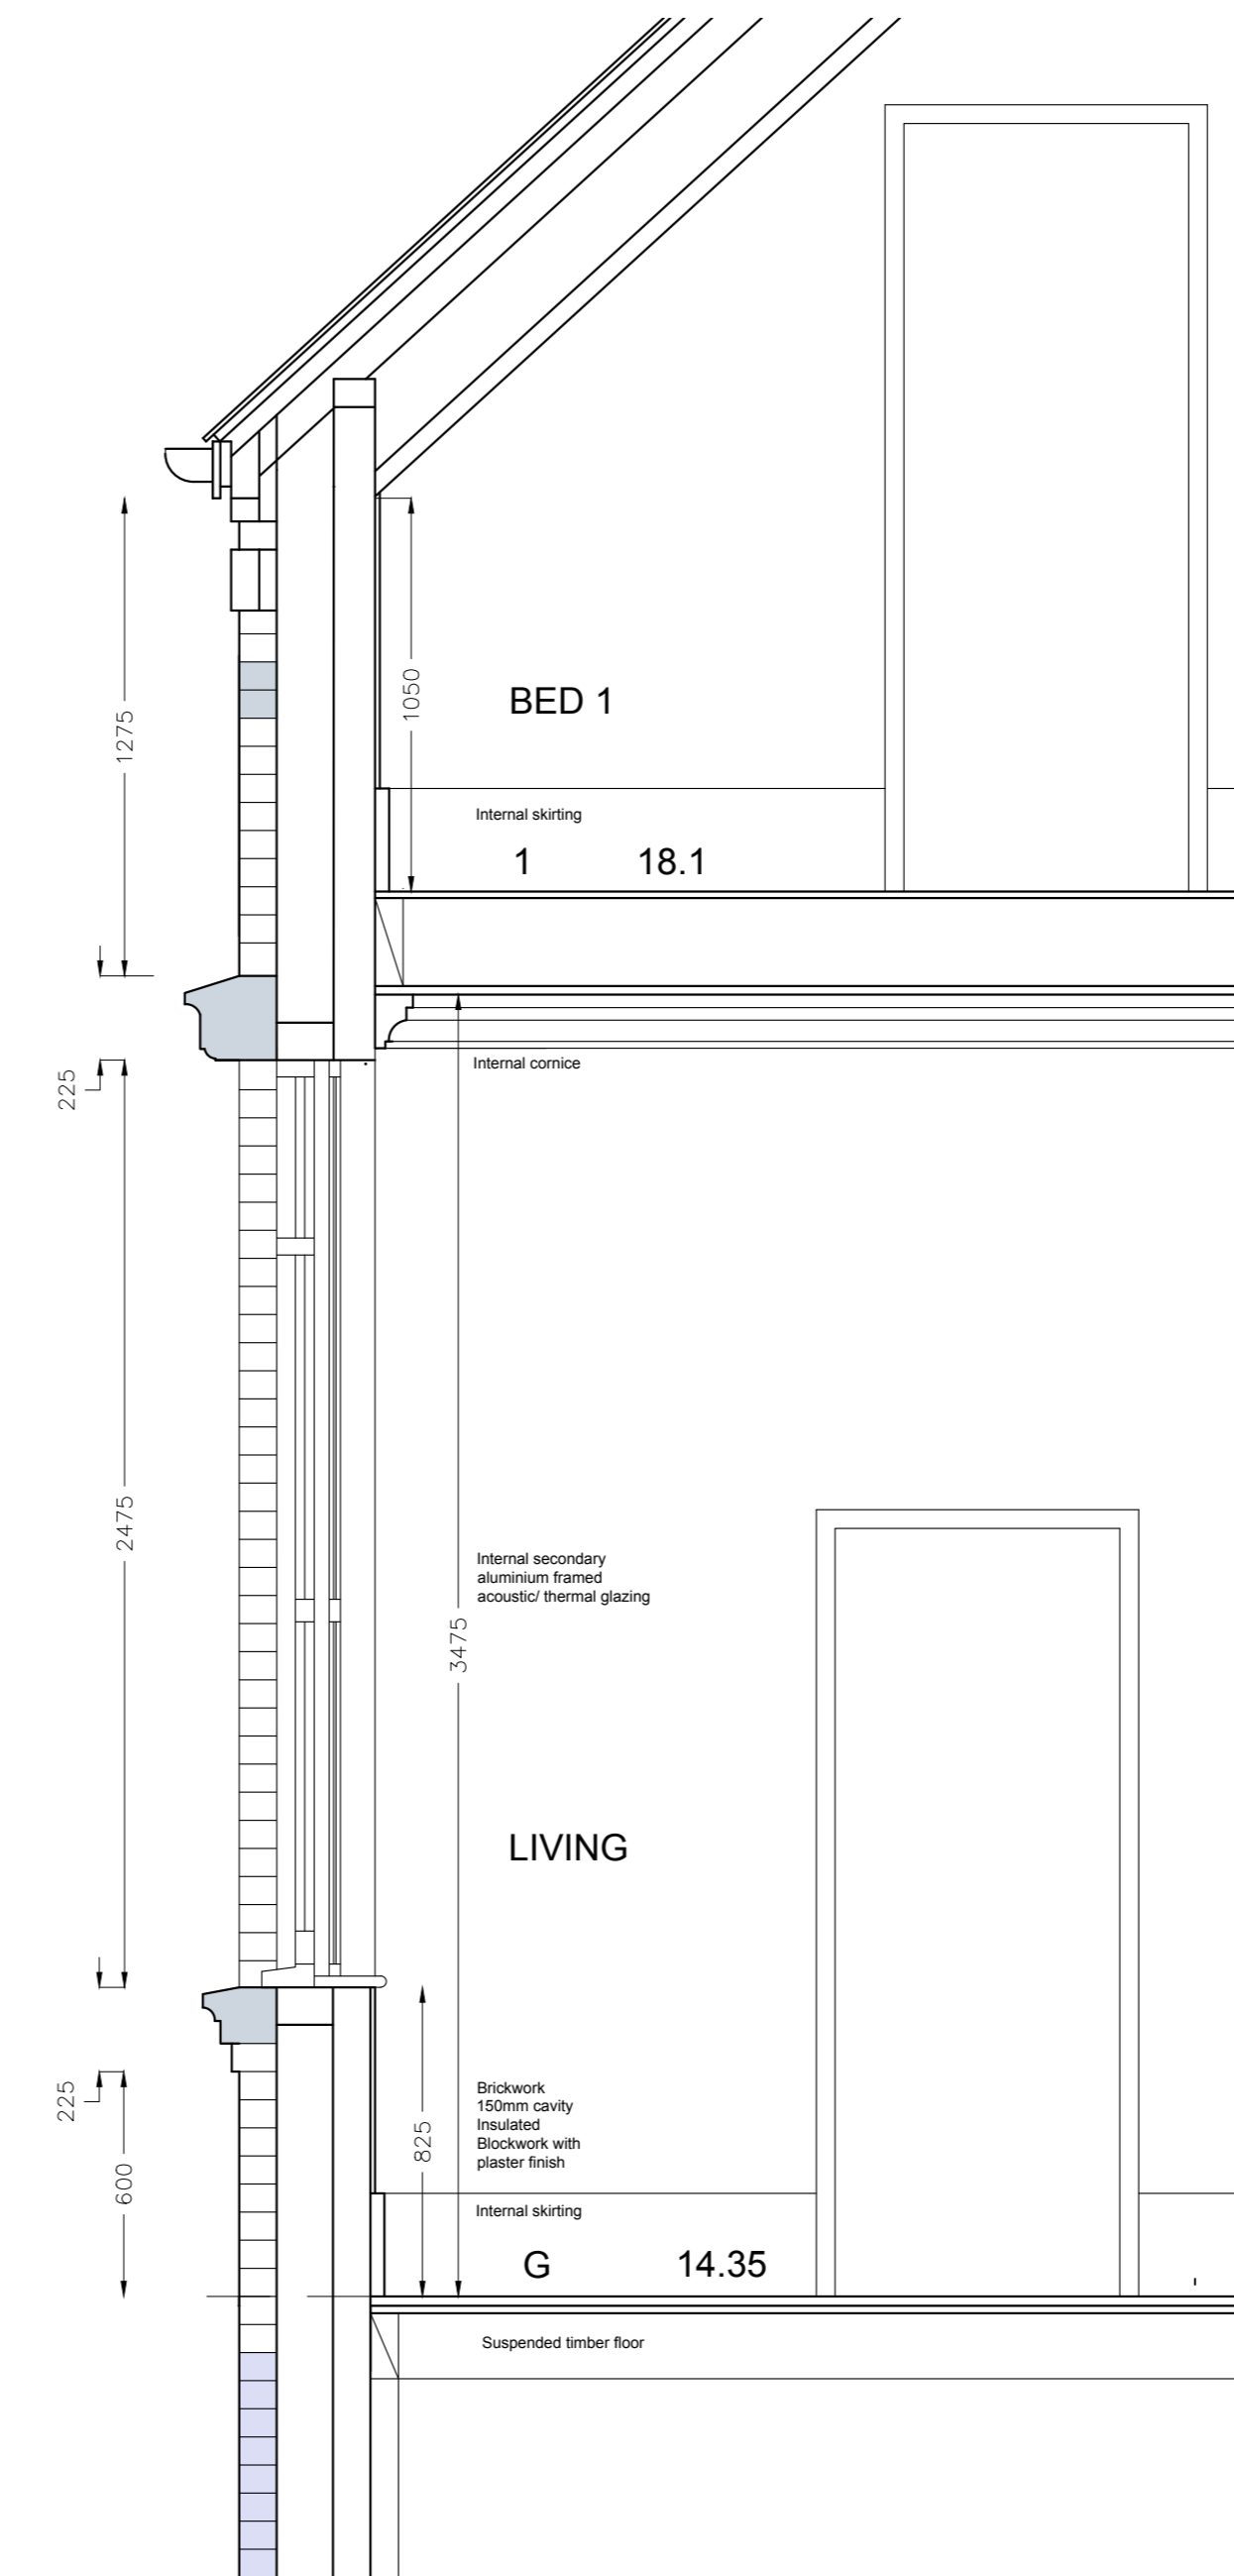 1275
1050
BED 1
Internal skirting
1 18.1
225
Internal cornice
2475
Internal secondary
aluminium framed
acoustic/ thermal glazing
3475
LIVING
225
600
825
Brickwork
150mm cavity
Insulated
Blockwork with
plaster finish
Internal skirting
G 14.35
Suspended timber floor